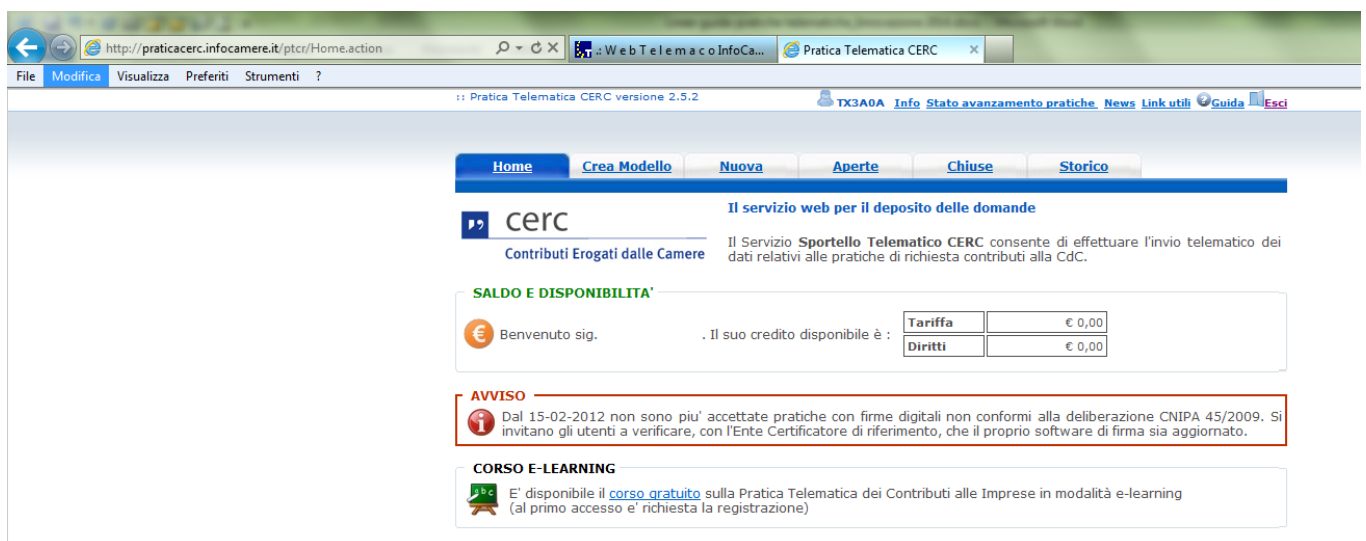 http://praticacerc.infocamere.it/ptcr/Home.action
.: W e b T e l e m a c o InfoCa...
Pratica Telematica CERC
File Modifica Visualizza Preferiti Strumenti ?
:: Pratica Telematica CERC versione 2.5.2
TX3A0A Info Stato avanzamento pratiche News Link utili Guida Esci
Home Crea Modello Nuova Aperte Chiuse Storico
cerc
Contributi Erogati dalle Camere
Il servizio web per il deposito delle domande
Il Servizio Sportello Telematico CERC consente di effettuare l'invio telematico dei
dati relativi alle pratiche di richiesta contributi alla CdC.
SALDO E DISPONIBILITA'
Benvenuto sig. . Il suo credito disponibile è :
Tariffa € 0,00
Diritti € 0,00
AVVISO
Dal 15-02-2012 non sono piu' accettate pratiche con firme digitali non conformi alla deliberazione CNIPA 45/2009. Si
invitano gli utenti a verificare, con l'Ente Certificatore di riferimento, che il proprio software di firma sia aggiornato.
CORSO E-LEARNING
abc
E' disponibile il corso gratuito sulla Pratica Telematica dei Contributi alle Imprese in modalità e-learning
(al primo accesso e' richiesta la registrazione)